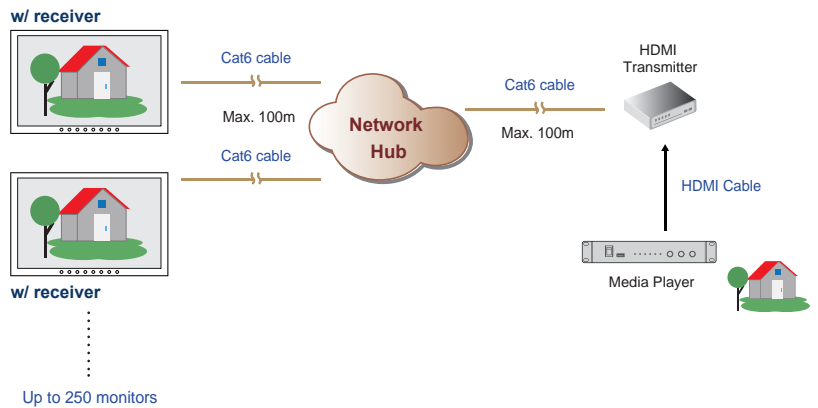 w/ receiver
Cat6 cable
Max. 100m
Cat6 cable
Network
Hub
Cat6 cable
Max. 100m
HDMI
Transmitter
HDMI Cable
Media Player
w/ receiver
Up to 250 monitors